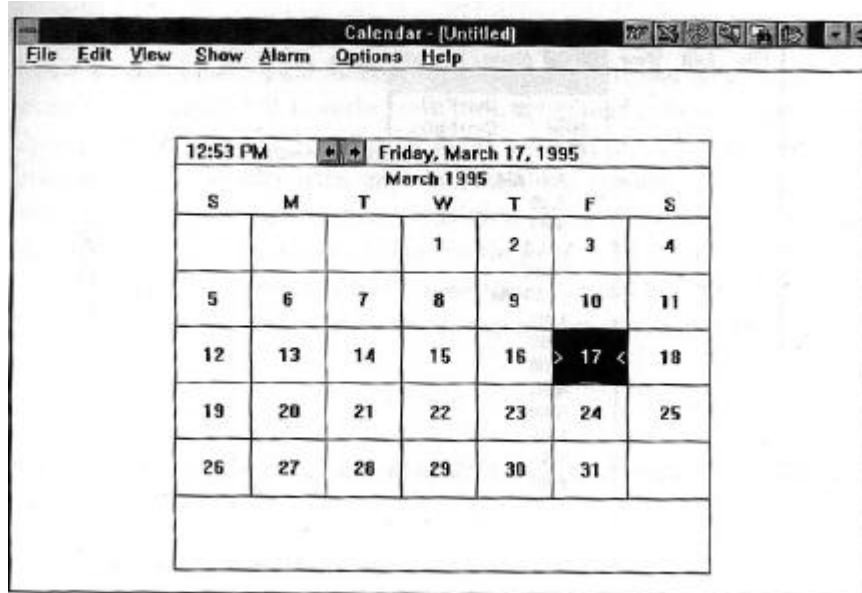 Calendar - [Untitled]
File Edit View Show Alarm Options Help
12:53 PM Friday, March 17, 1995
March 1995
S M T W T F S
1 2 3 4
5 6 7 8 9 10 11
12 13 14 15 16 > 17 < 18
19 20 21 22 23 24 25
26 27 28 29 30 31